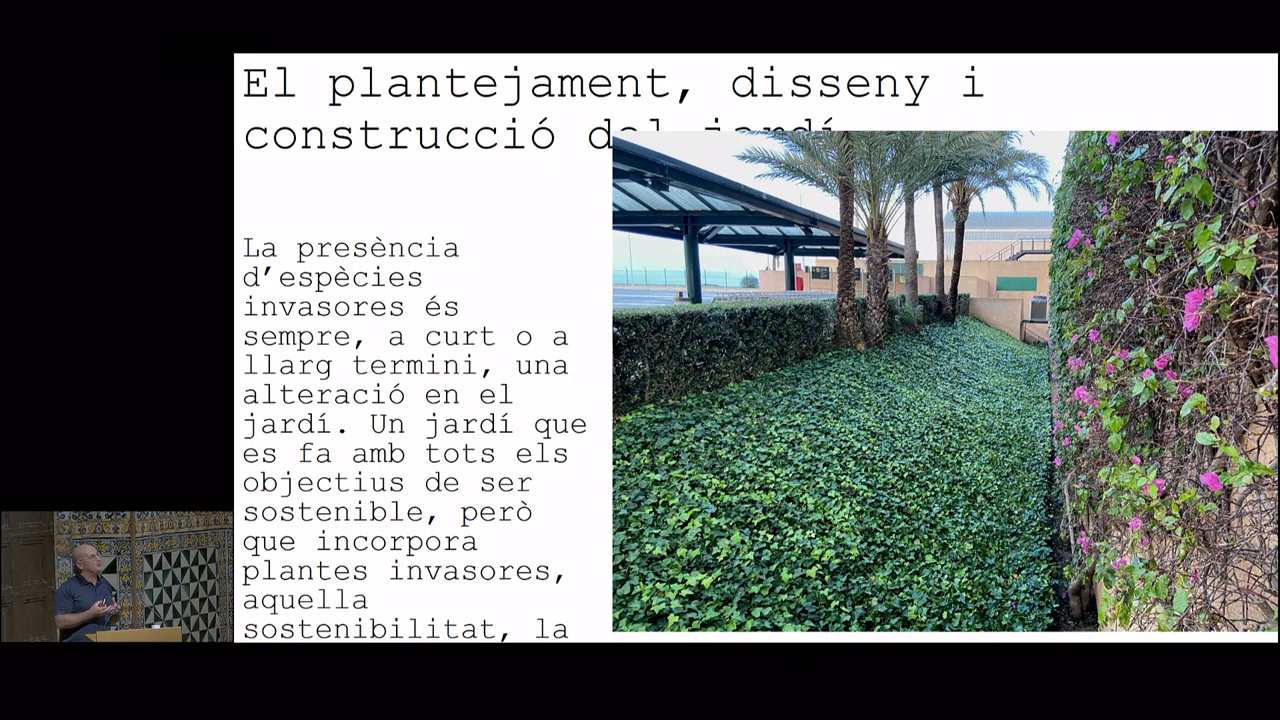 El plantejament, disseny i
construcció del jardí
La presència
d’espècies
invasores és
sempre, a curt o a
llarg termini, una
alteració en el
jardí. Un jardí que
es fa amb tots els
objectius de ser
sostenible, però
que incorpora
plantes invasores,
aquella
sostenibilitat, la